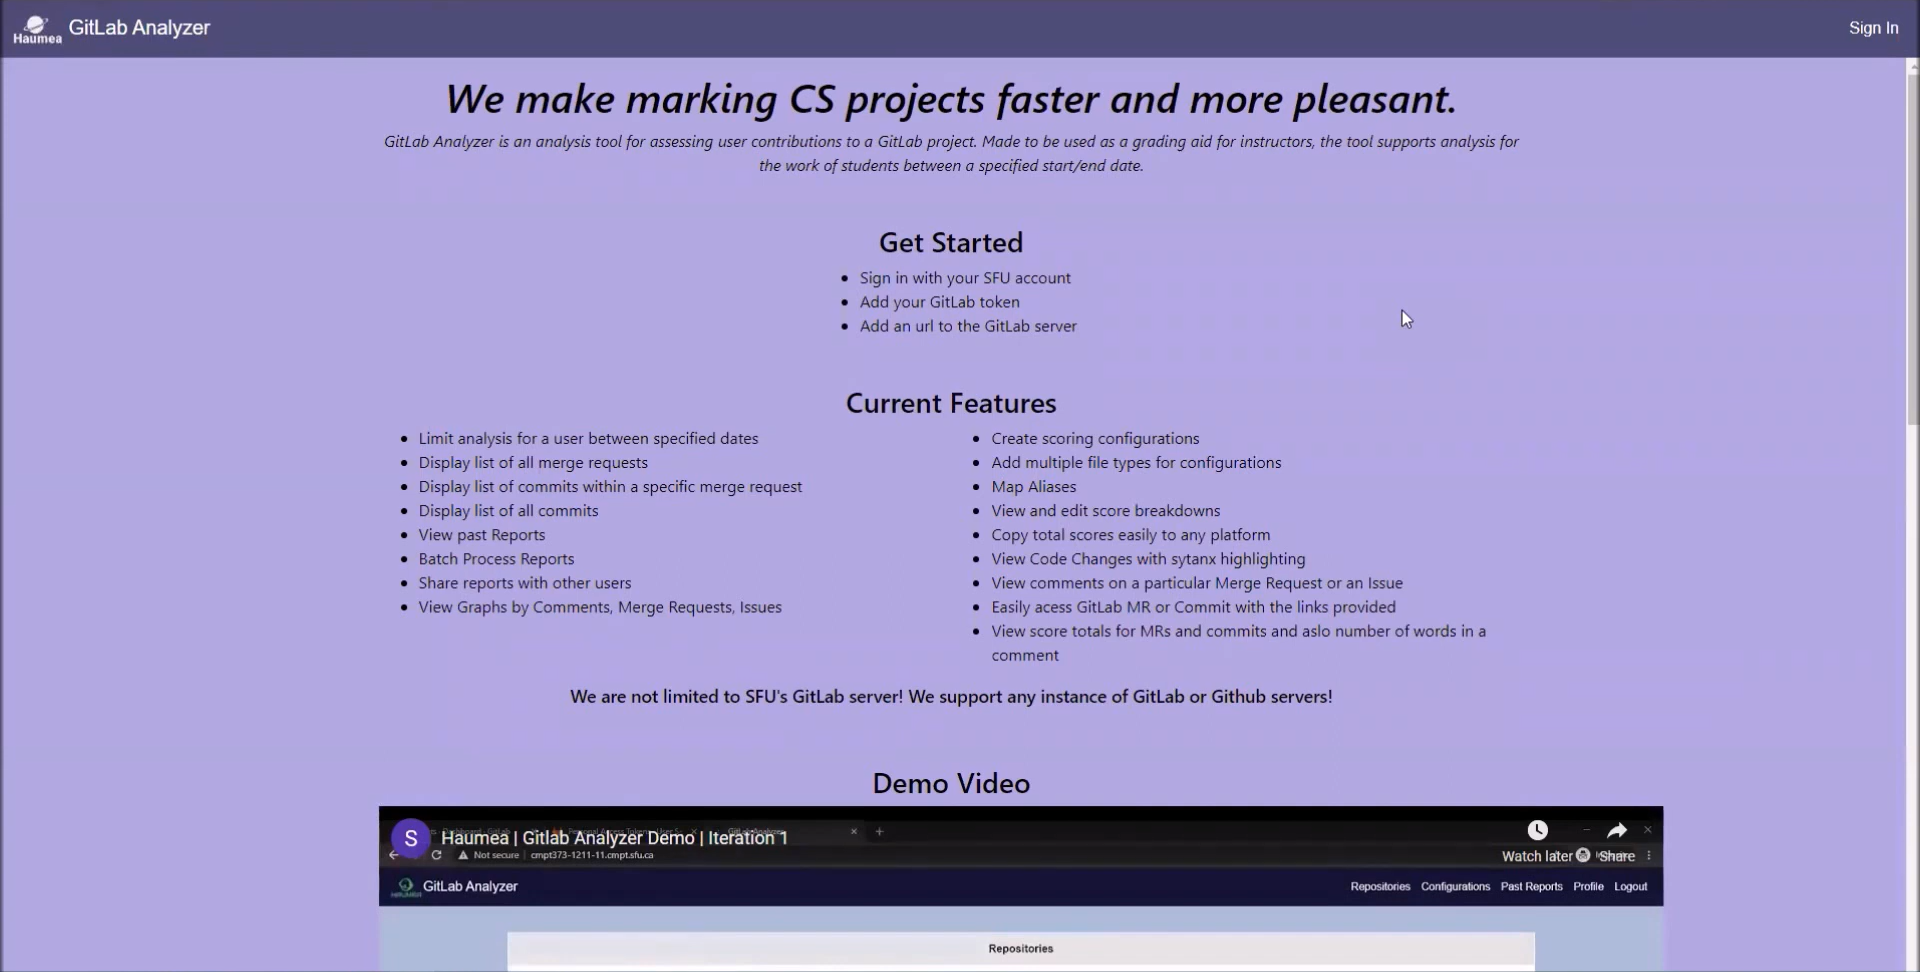 Haumea GitLab Analyzer Sign In
We make marking CS projects faster and more pleasant.
GitLab Analyzer is an analysis tool for assessing user contributions to a GitLab project. Made to be used as a grading aid for instructors, the tool supports analysis for
the work of students between a specified start/end date.
Get Started
Sign in with your SFU account
Add your GitLab token
Add an url to the GitLab server
Current Features
Limit analysis for a user between specified dates
Display list of all merge requests
Display list of commits within a specific merge request
Display list of all commits
View past Reports
Batch Process Reports
Share reports with other users
View Graphs by Comments, Merge Requests, Issues
Create scoring configurations
Add multiple file types for configurations
Map Aliases
View and edit score breakdowns
Copy total scores easily to any platform
View Code Changes with sytanx highlighting
View comments on a particular Merge Request or an Issue
Easily acess GitLab MR or Commit with the links provided
View score totals for MRs and commits and aslo number of words in a
comment
We are not limited to SFU's GitLab server! We support any instance of GitLab or Github servers!
Demo Video
S Haumea | Gitlab Analyzer Demo | Iteration 1
Not secure cmpt373-1211-11.cmpt.sfu.ca Watch later Share
GitLab Analyzer Repositories Configurations Past Reports Profile Logout
Repositories